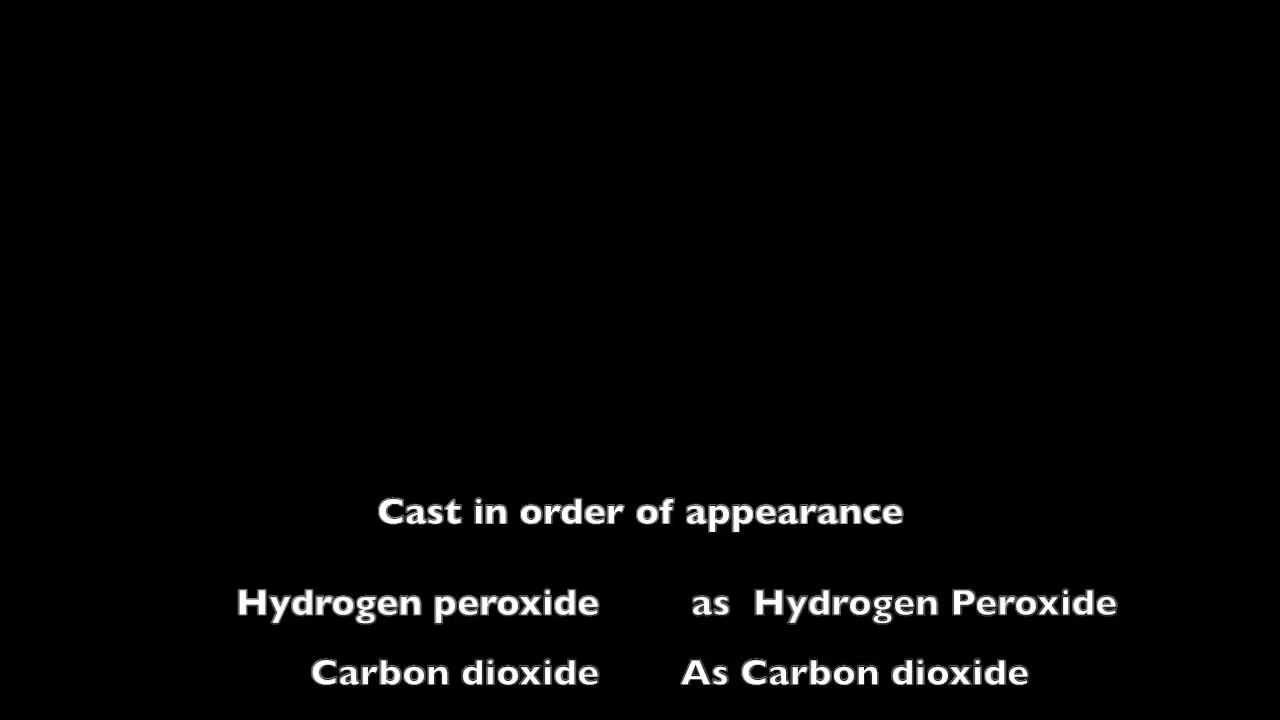 Cast in order of appearance
Hydrogen peroxide as Hydrogen Peroxide
Carbon dioxide As Carbon dioxide